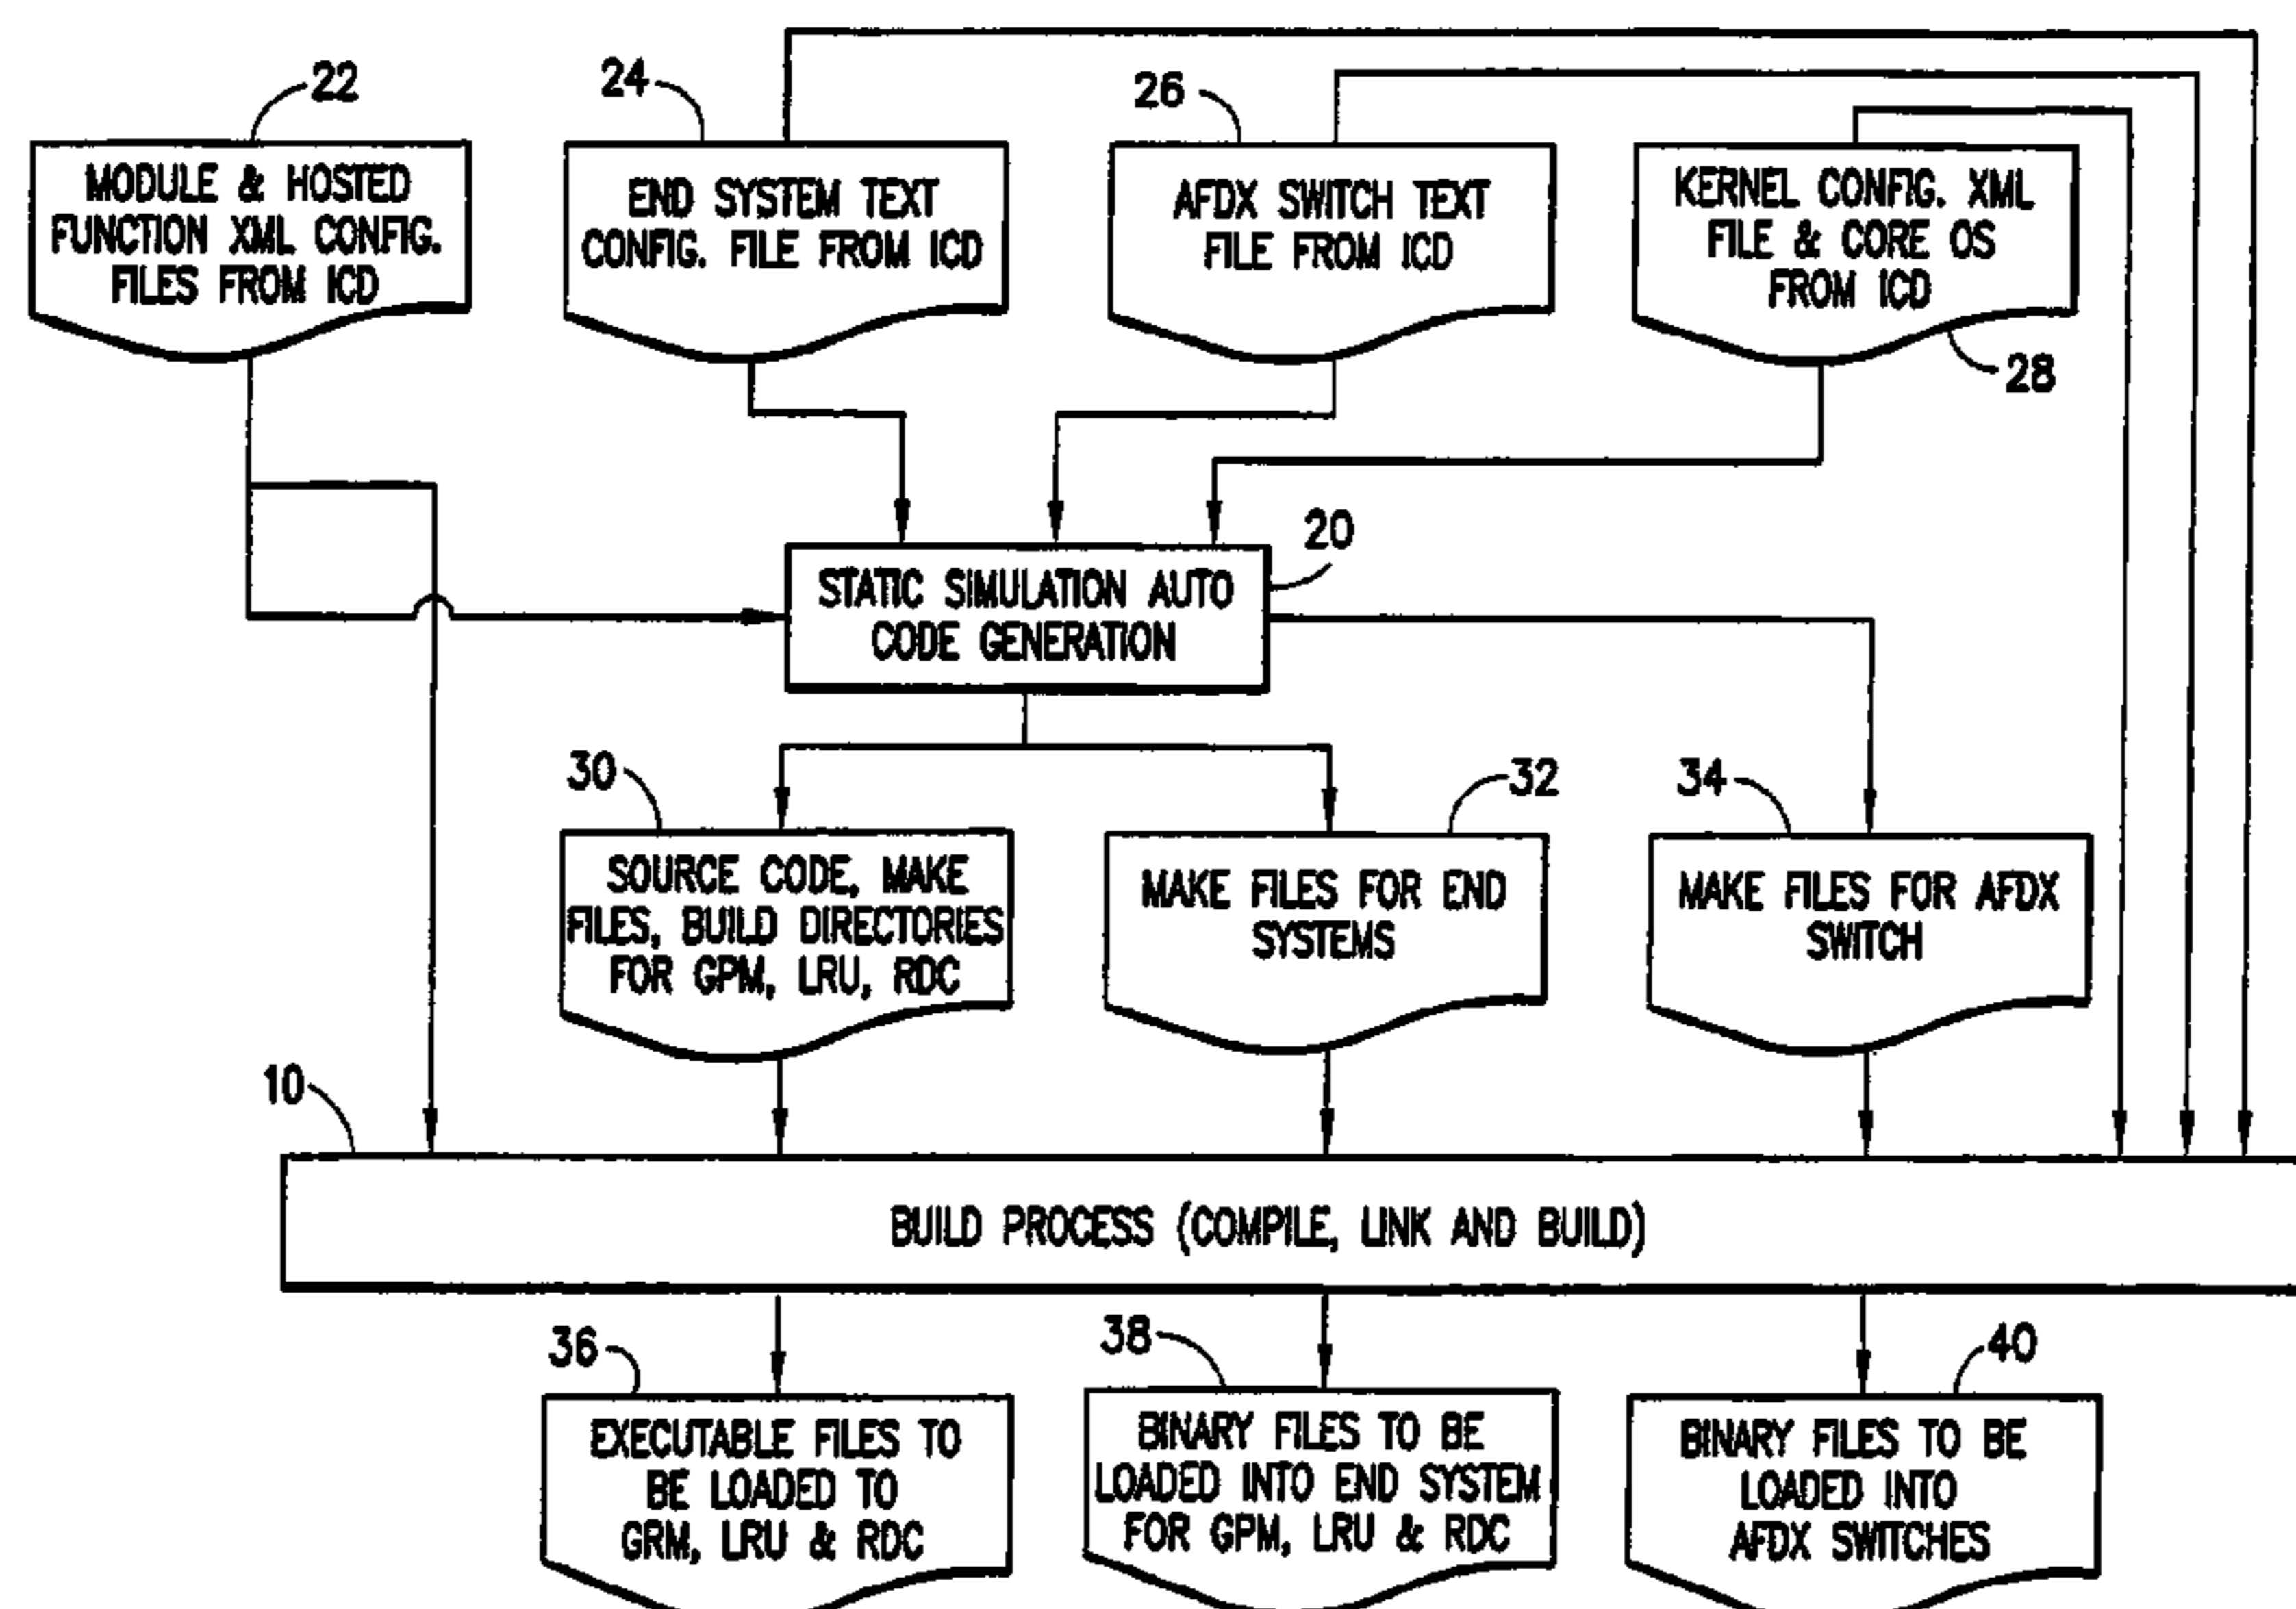 22
24
26
MODULE & HOSTED
FUNCTION XML CONFIG.
FILES FROM ICD
END SYSTEM TEXT
CONFIG. FILE FROM ICD
AFDX SWITCH TEXT
FILE FROM ICD
KERNEL CONFIG. XML
FILE & CORE OS
FROM ICD
28
20
STATIC SIMULATION AUTO
CODE GENERATION
30
32
34
SOURCE CODE, MAKE
FILES, BUILD DIRECTORIES
FOR GPM, LRU, RDC
MAKE FILES FOR END
SYSTEMS
MAKE FILES FOR AFDX
SWITCH
10
BUILD PROCESS (COMPILE, LINK AND BUILD)
36
38
40
EXECUTABLE FILES TO
BE LOADED TO
GRM, LRU & RDC
BINARY FILES TO BE
LOADED INTO END SYSTEM
FOR GPM, LRU & RDC
BINARY FILES TO BE
LOADED INTO
AFDX SWITCHES